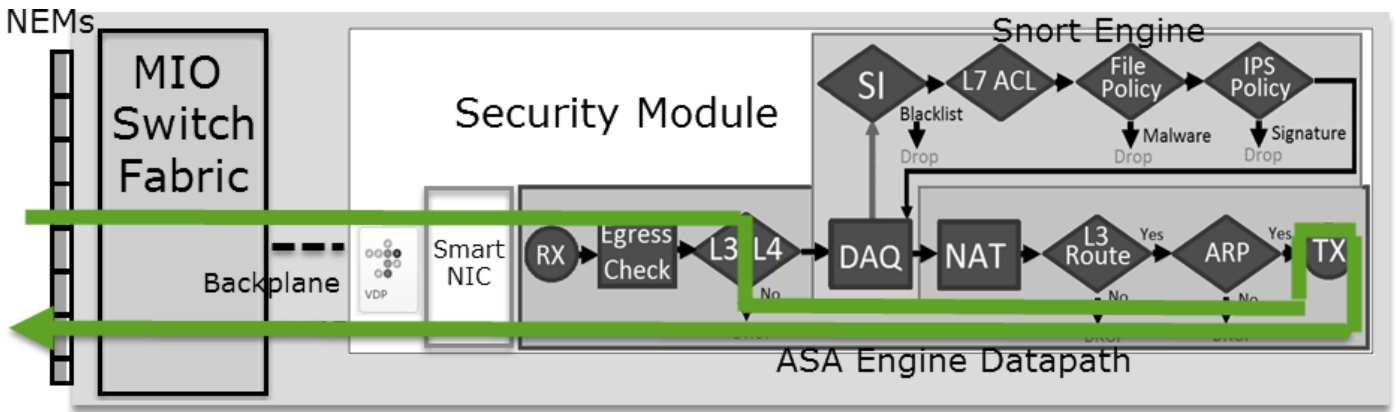 NEMs
MIO
Switch
Fabric
Backplane
Security Module
VDP
Smart
NIC
Snort Engine
SI
L7 ACL
File
Policy
IPS
Policy
Blacklist
Drop
Malware
Drop
Signature
Drop
RX
Egress
Check
L3 L4
No
DAQ
NAT
L3
Route
Yes
No
ARP
Yes
No
TX
ASA Engine Datapath